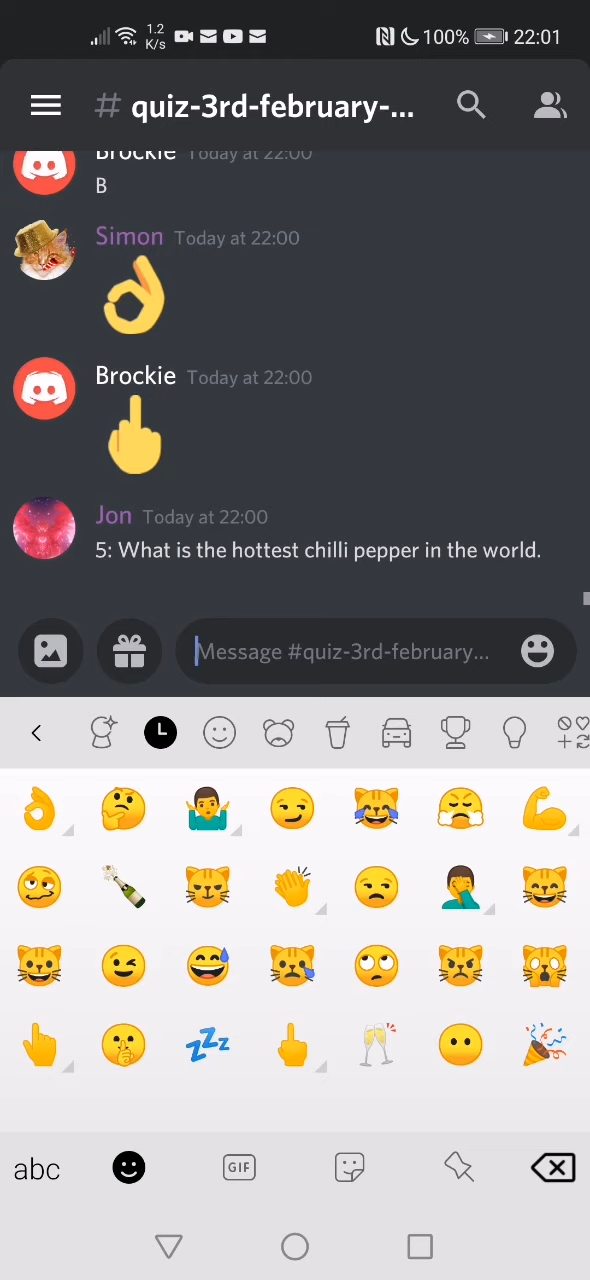 1.2
K/s
100%
22:01
# quiz-3rd-february-...
Brockie Today at 22:00
B
Simon Today at 22:00
Brockie Today at 22:00
Jon Today at 22:00
5: What is the hottest chilli pepper in the world.
Message #quiz-3rd-february...
abc
GIF